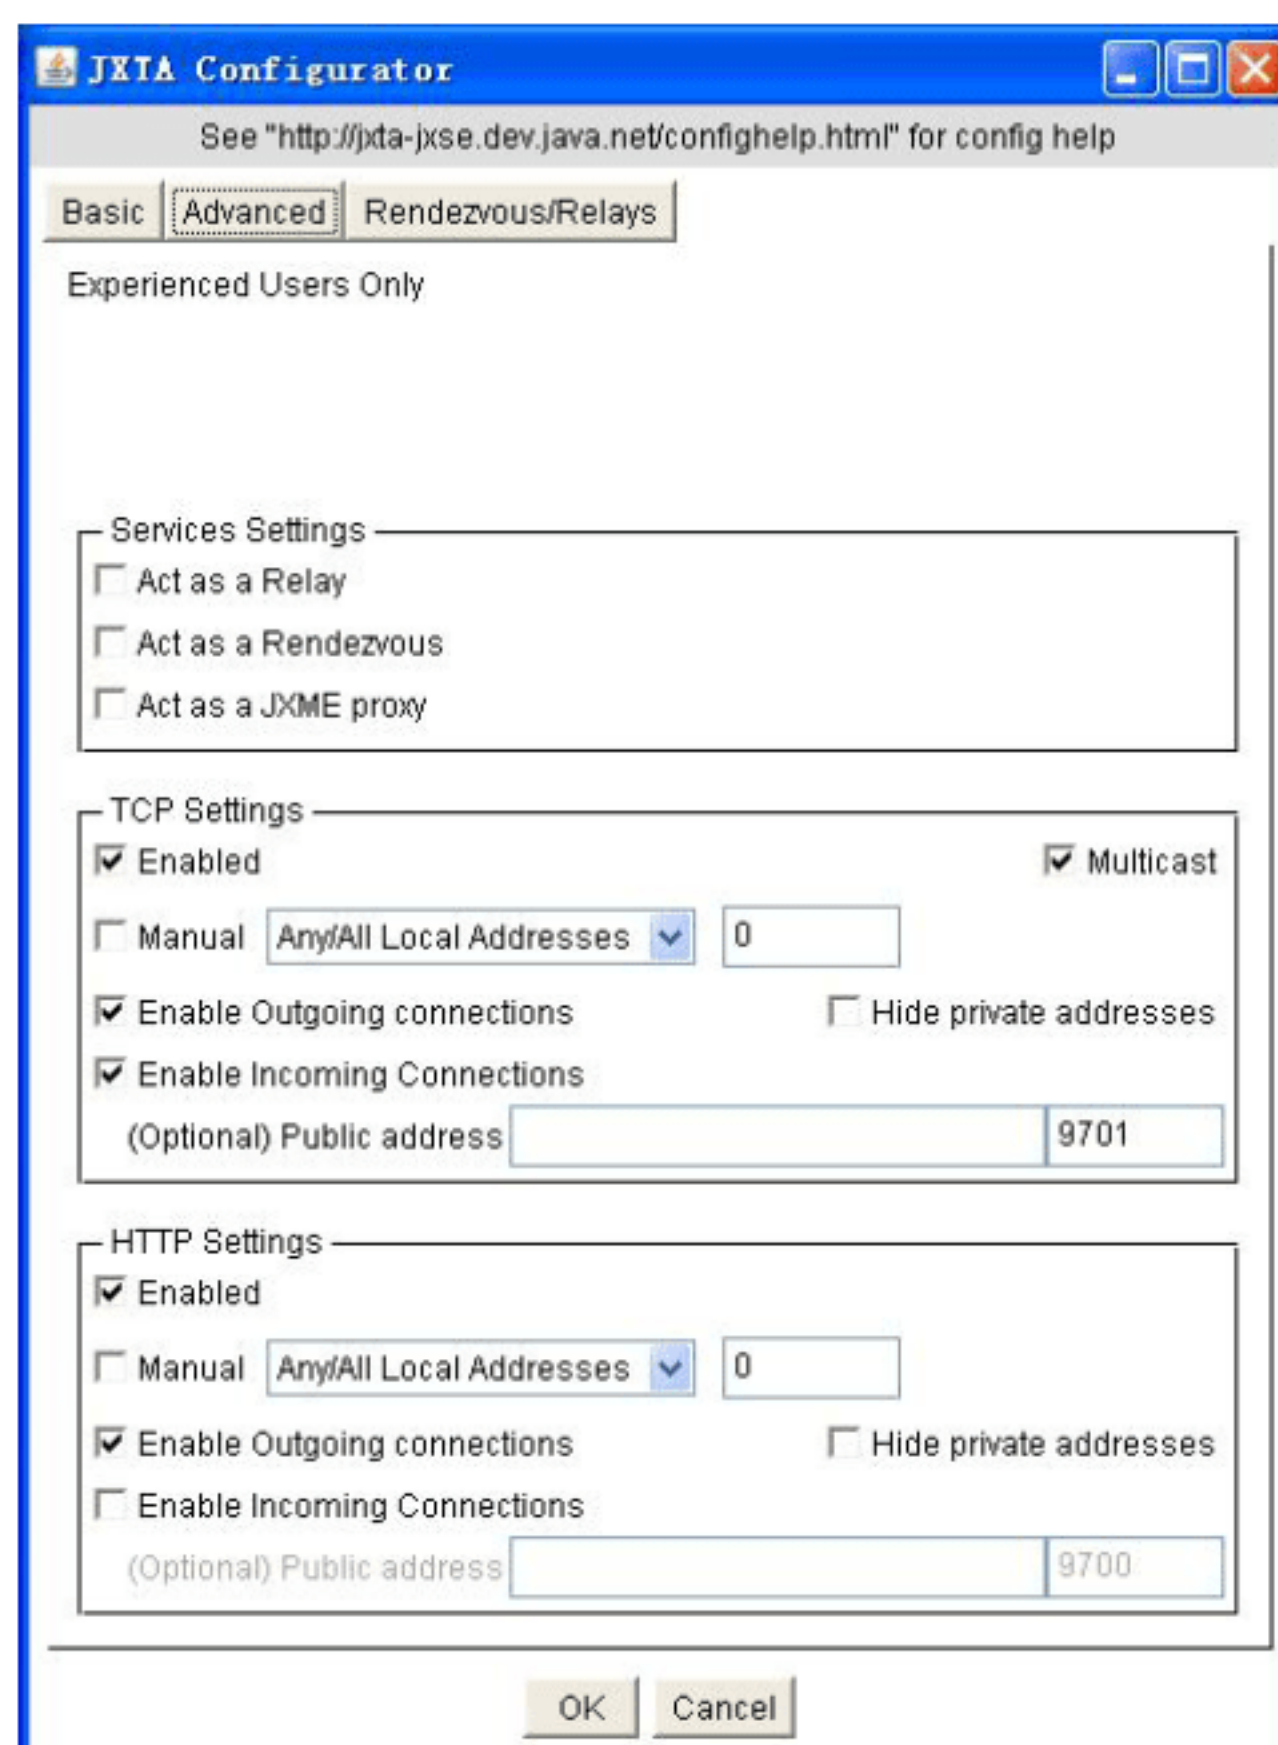 JXTA Configurator
See "http://jxta-jxse.dev.java.net/confighelp.html" for config help
Basic Advanced Rendezvous/Relays
Experienced Users Only
Services Settings
Act as a Relay
Act as a Rendezvous
Act as a JXME proxy
TCP Settings
Enabled Multicast
Manual Any/All Local Addresses 0
Enable Outgoing connections Hide private addresses
Enable Incoming Connections
(Optional) Public address 9701
HTTP Settings
Enabled
Manual Any/All Local Addresses 0
Enable Outgoing connections Hide private addresses
Enable Incoming Connections
(Optional) Public address 9700
OK Cancel